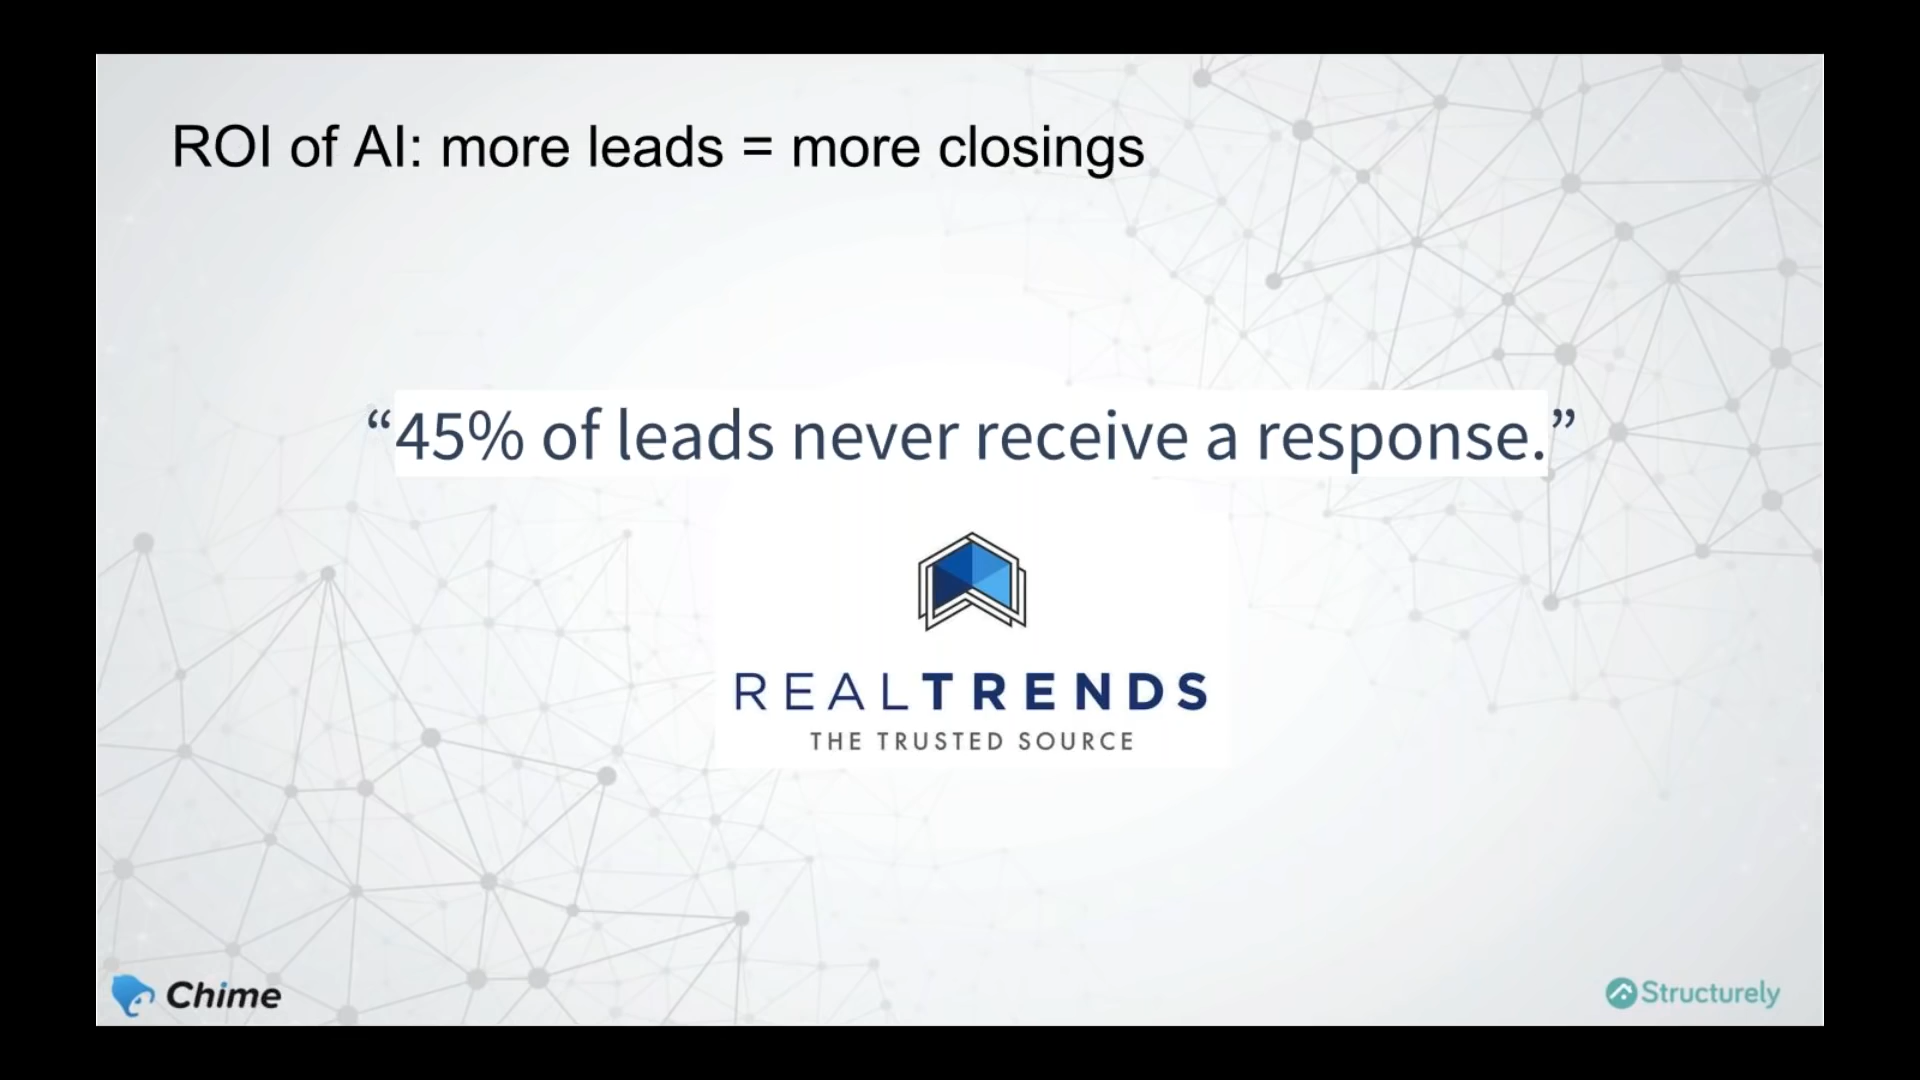 ROI of AI: more leads = more closings
“45% of leads never receive a response.”
REALTRENDS
THE TRUSTED SOURCE
Chime
Structurely